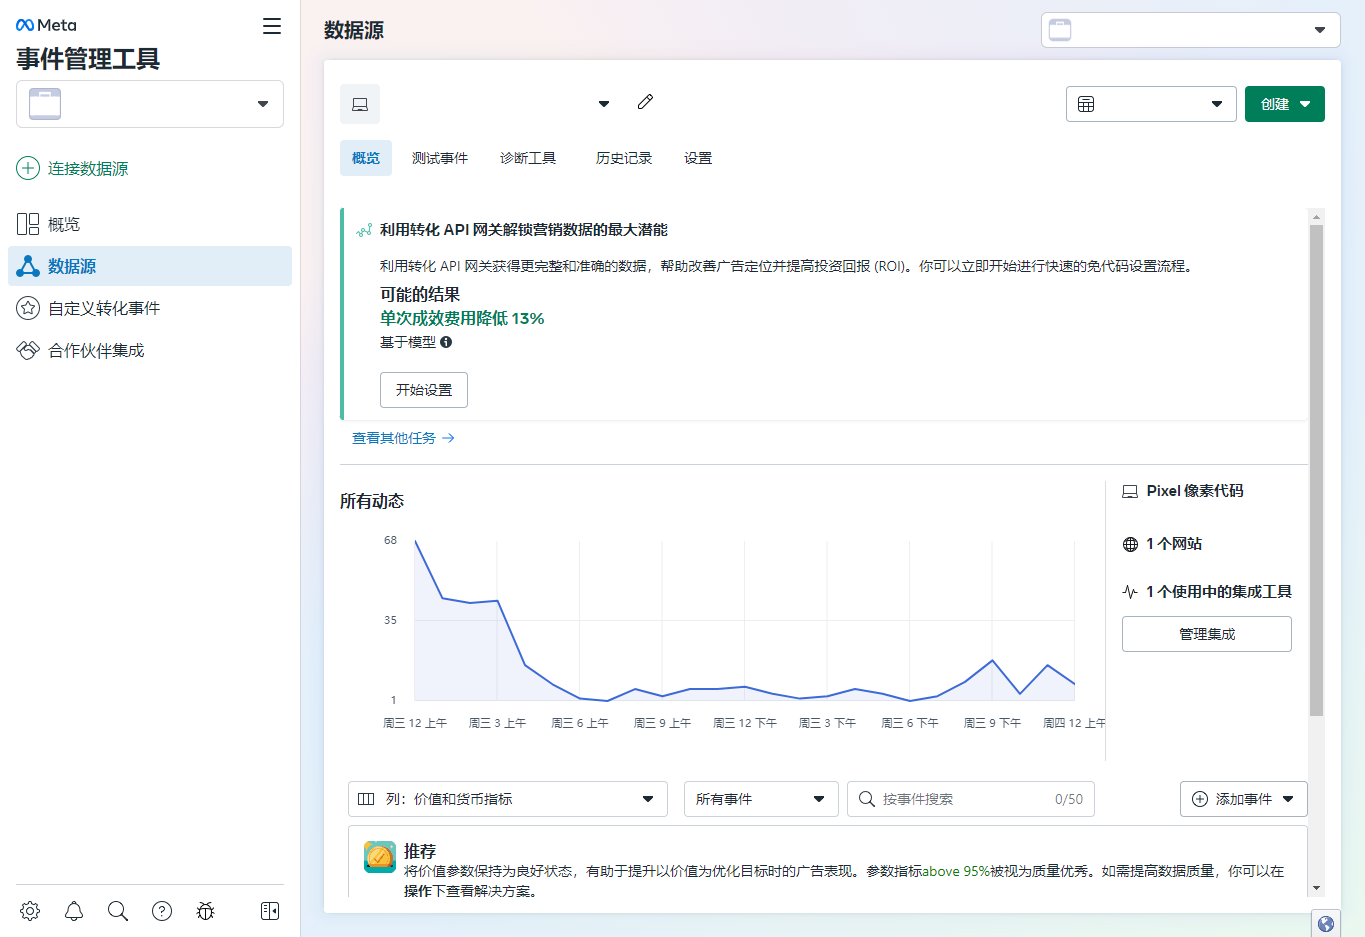 Meta
事件管理工具
连接数据源
概览
数据源
自定义转化事件
合作伙伴集成
数据源
创建
概览
测试事件
诊断工具
历史记录
设置
利用转化 API 网关解锁营销数据的最大潜能
利用转化 API 网关获得更完整和准确的数据，帮助改善广告定位并提高投资回报 (ROI)。你可以立即开始进行快速的免代码设置流程。
可能的结果
单次成效费用降低 13%
基于模型
开始设置
查看其他任务
所有动态
68
35
1
周三 12 上午
周三 3 上午
周三 6 上午
周三 9 上午
周三 12 下午
周三 3 下午
周三 6 下午
周三 9 下午
周四 12 上午
Pixel 像素代码
1 个网站
1 个使用中的集成工具
管理集成
列：价值和货币指标
所有事件
按事件搜索
0/50
添加事件
推荐
将价值参数保持为良好状态，有助于提升以价值为优化目标时的广告表现。参数指标above 95%被视为质量优秀。如需提高数据质量，你可以在
操作下查看解决方案。